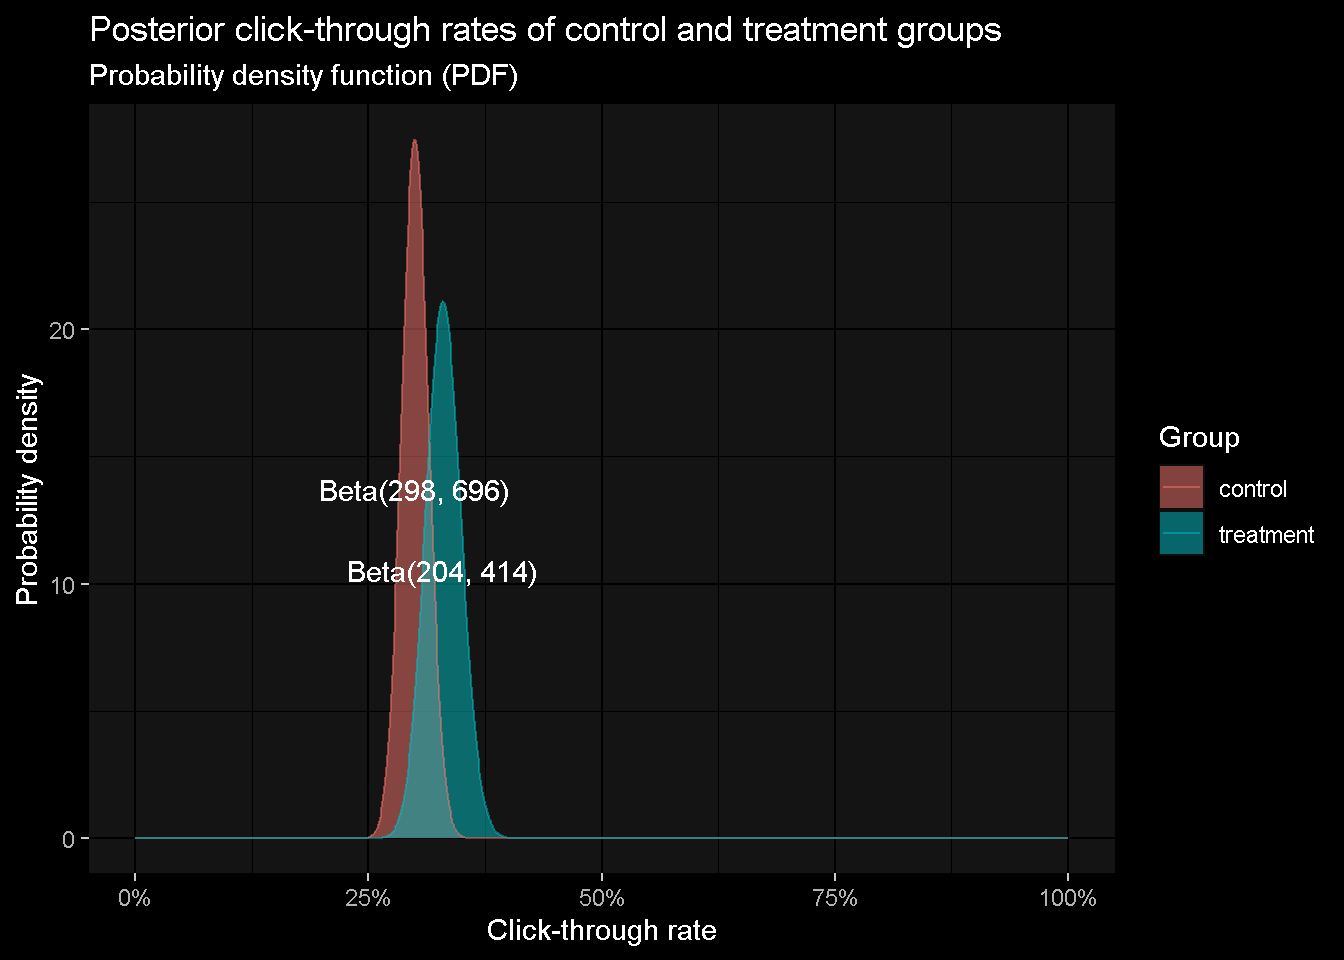 Posterior click-through rates of control and treatment groups
Probability density function (PDF)
Probability density
20
10
0
Beta(298, 696)
Beta(204, 414)
0%
25%
50%
75%
100%
Click-through rate
Group
control
treatment